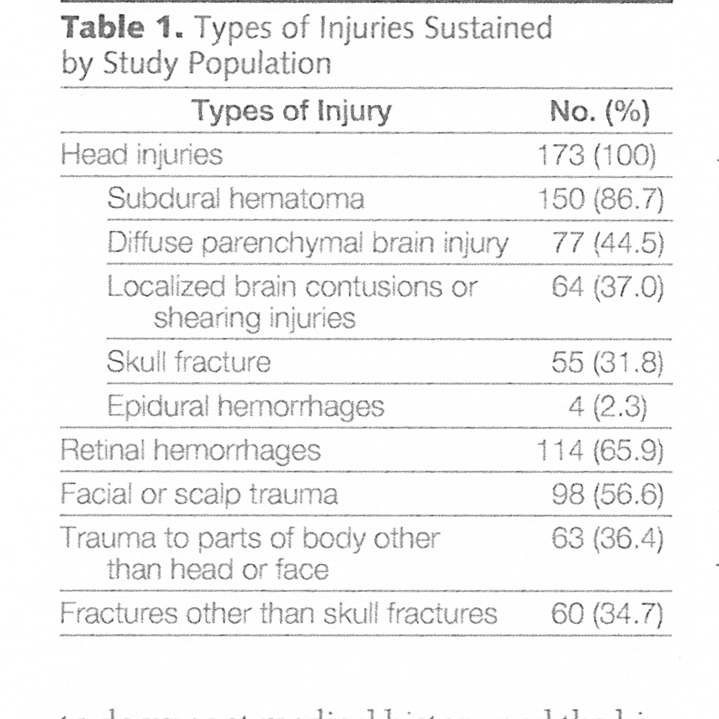 Table 1. Types of Injuries Sustained
by Study Population
Types of Injury No. (%)
Head injuries 173 (100)
Subdural hematoma 150 (86.7)
Diffuse parenchymal brain injury 77 (44.5)
Localized brain contusions or 64 (37.0)
shearing injuries
Skull fracture 55 (31.8)
Epidural hemorrhages 4 (2.3)
Retinal hemorrhages 114 (65.9)
Facial or scalp trauma 98 (56.6)
Trauma to parts of body other 63 (36.4)
than head or face
Fractures other than skull fractures 60 (34.7)